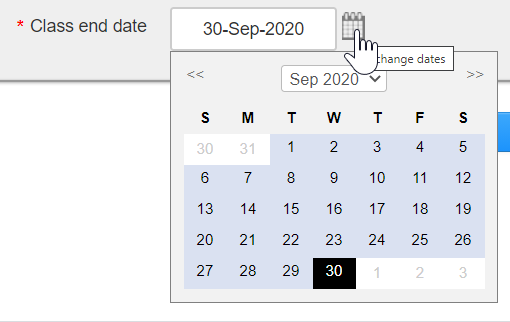 * Class end date 30-Sep-2020
change dates
<< Sep 2020 >>
S M T W T F S
30 31 1 2 3 4 5
6 7 8 9 10 11 12
13 14 15 16 17 18 19
20 21 22 23 24 25 26
27 28 29 30 1 2 3